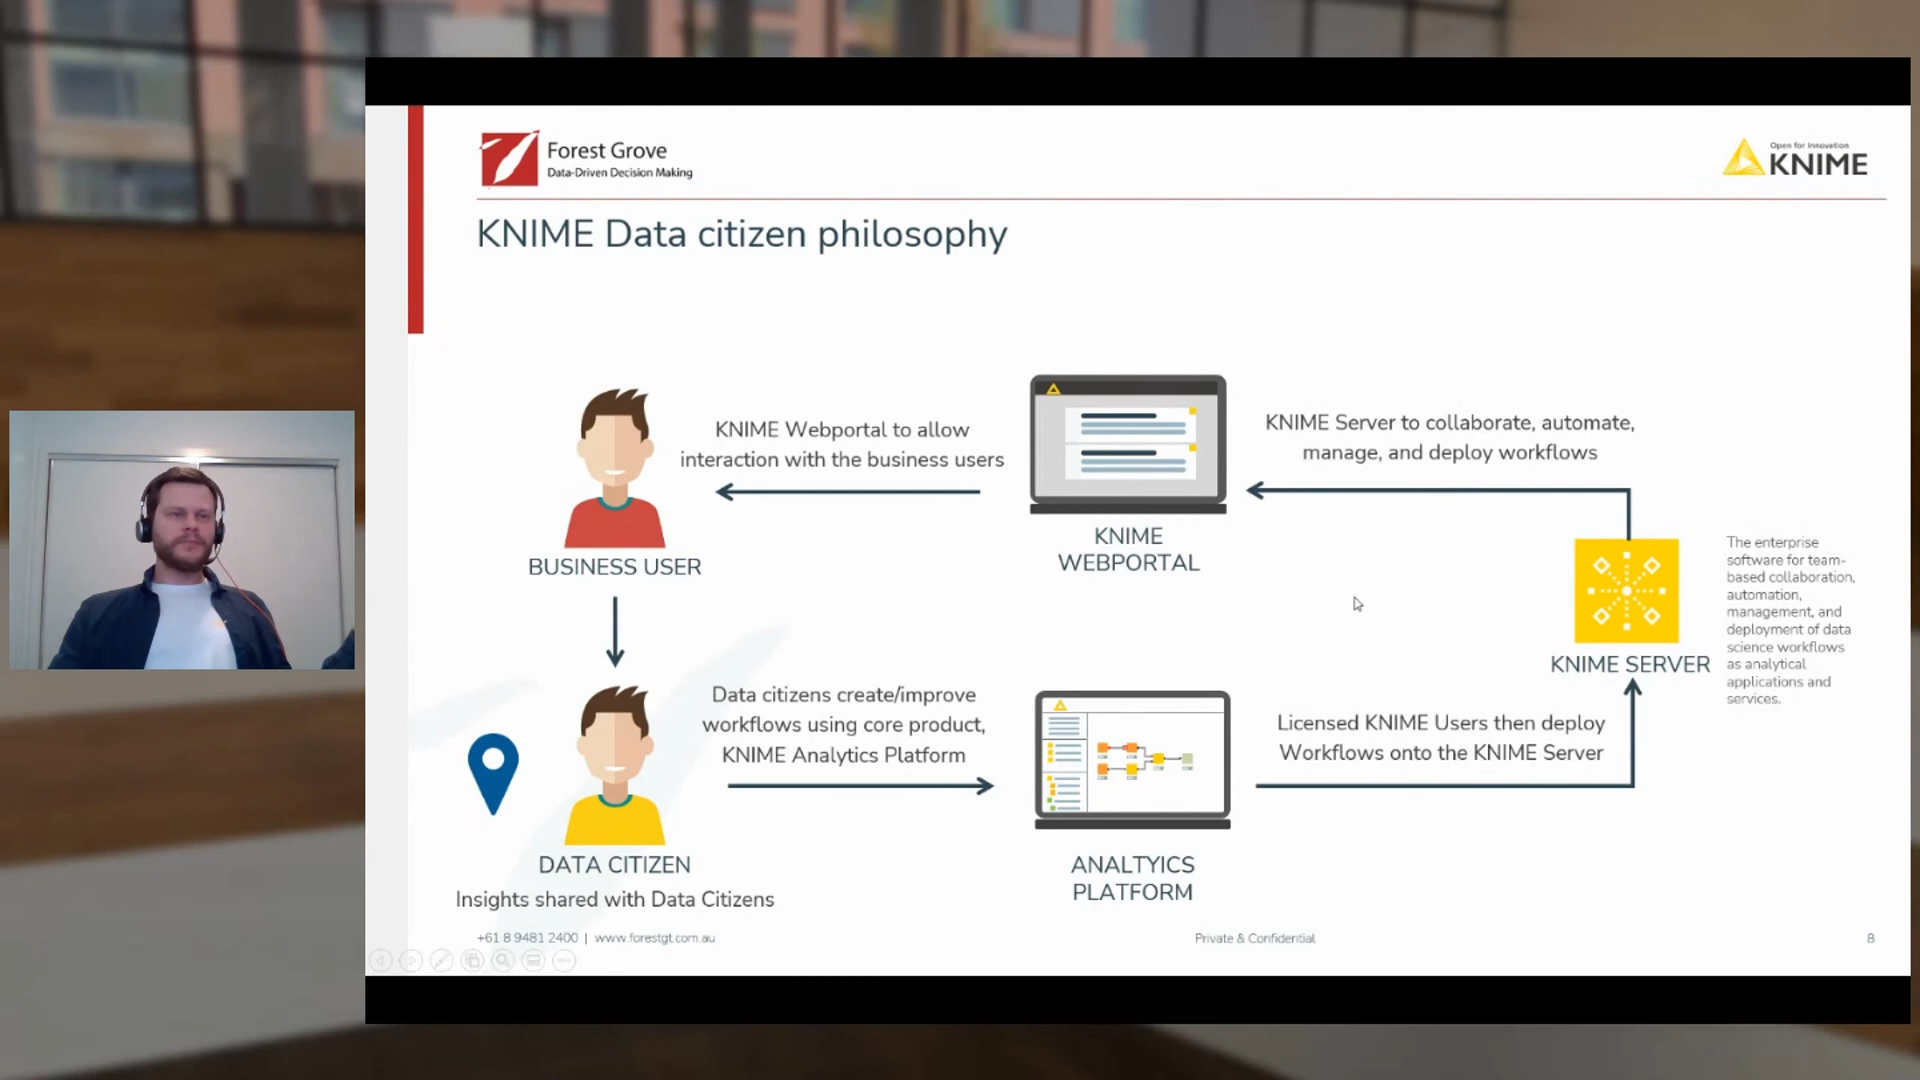 Forest Grove
Data-Driven Decision Making
Open for Innovation
KNIME
KNIME Data citizen philosophy
KNIME Webportal to allow
interaction with the business users
KNIME Server to collaborate, automate,
manage, and deploy workflows
BUSINESS USER
KNIME
WEBPORTAL
The enterprise
software for team-
based collaboration,
automation,
management, and
deployment of data
science workflows
as analytical
applications and
services.
KNIME SERVER
Data citizens create/improve
workflows using core product,
KNIME Analytics Platform
Licensed KNIME Users then deploy
Workflows onto the KNIME Server
DATA CITIZEN
Insights shared with Data Citizens
ANALTYICS
PLATFORM
+61 8 9481 2400 | www.forestgt.com.au
Private & Confidential
8